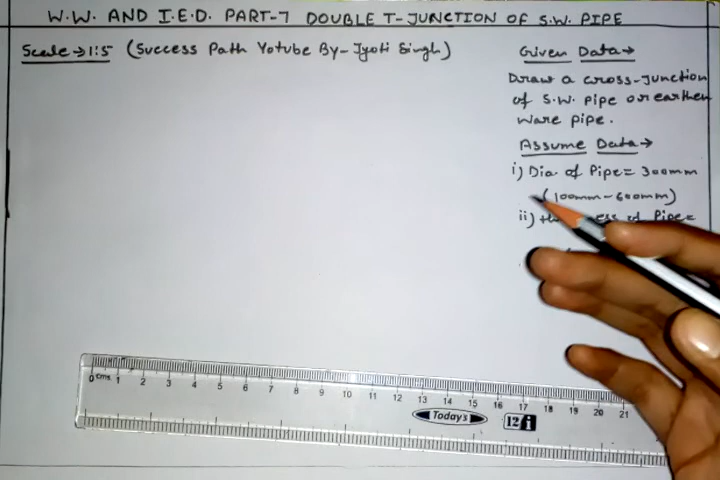 W.W. AND I.E.D. PART-7 DOUBLE T-JUNCTION OF S.W. PIPE
Scale→1:5 (Success Path Yotube By-Jyoti Singh)
Given Data→
Draw a cross-junction
of S.W. pipe or earthen
ware pipe.
Assume Data→
i) Dia. of Pipe= 300mm
(100mm-600mm)
ii) of Pipe=
0 cms 1 2 3 4 5 6 7 8 9 10 11 12 13 14 15 16 17 18 19 20 21
Today's
12 i